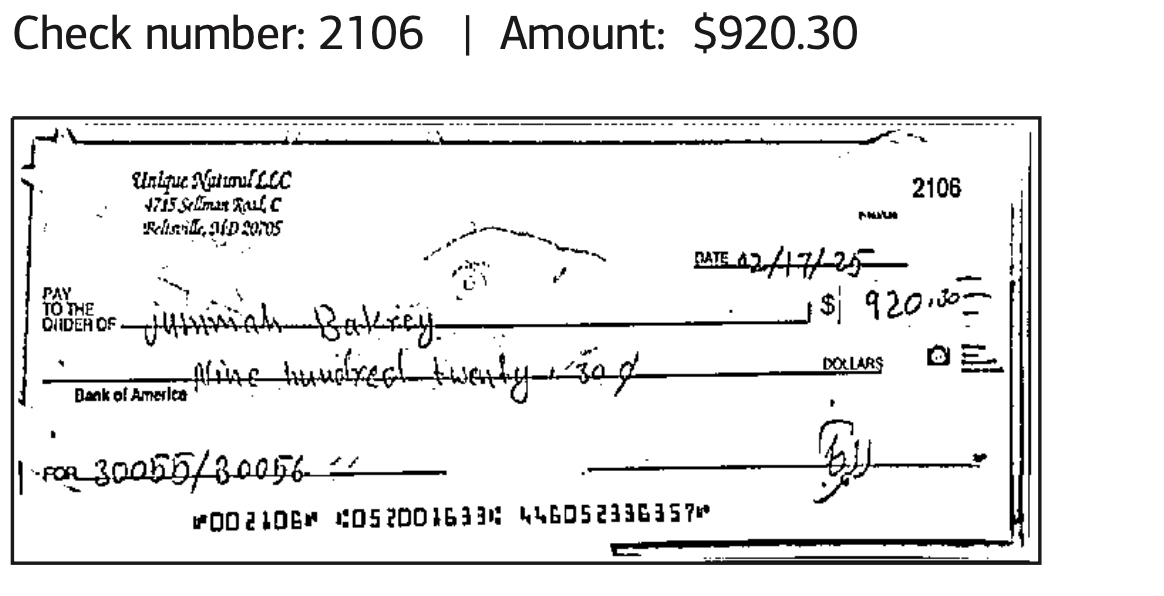 Check number: 2106 | Amount: $920.30
Unique Natural LLC
4715 Sellman Road, C
Beltsville, MD 20705
2106
DATE 12/17/25
PAY
TO THE
ORDER OF Jummah Bakrey
$ 920.30
Nine hundred twenty, 30 ¢ DOLLARS
Bank of America
FOR 30055/30056
⑈002106⑈ ⑆052001633⑆ 446052336357⑈